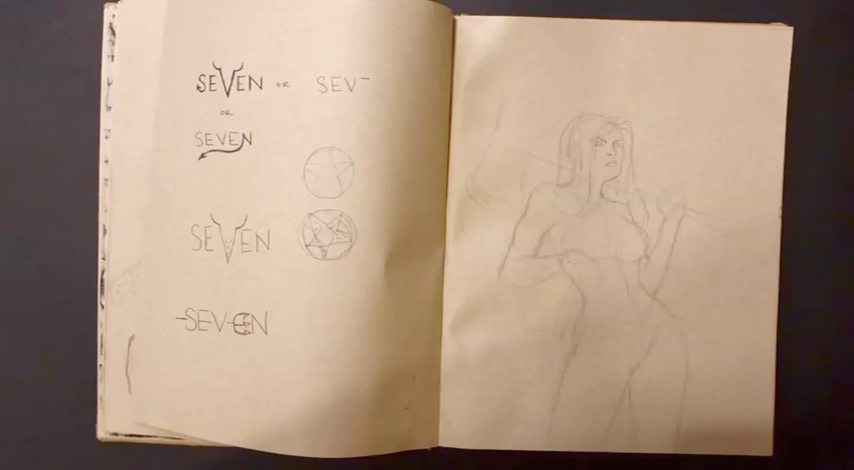 SEVEN OR SEV-
OR
SEVEN
SEVEN
-SEV-EN